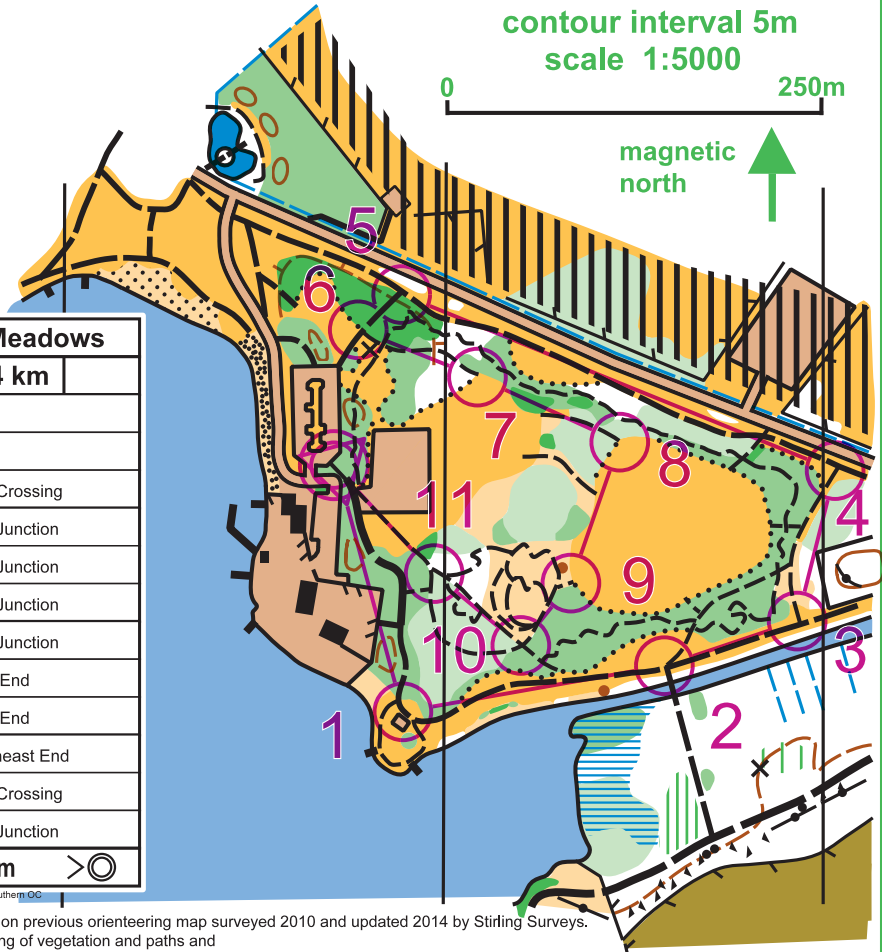 contour interval 5m
scale 1:5000
0 250m
magnetic
north
5
6
7
8
11
4
9
10
3
1
2
Meadows
km
Crossing
Junction
Junction
Junction
Junction
End
End
east End
Crossing
Junction
m
OC
on previous orienteering map surveyed 2010 and updated 2014 by Stirling Surveys.
of vegetation and paths and